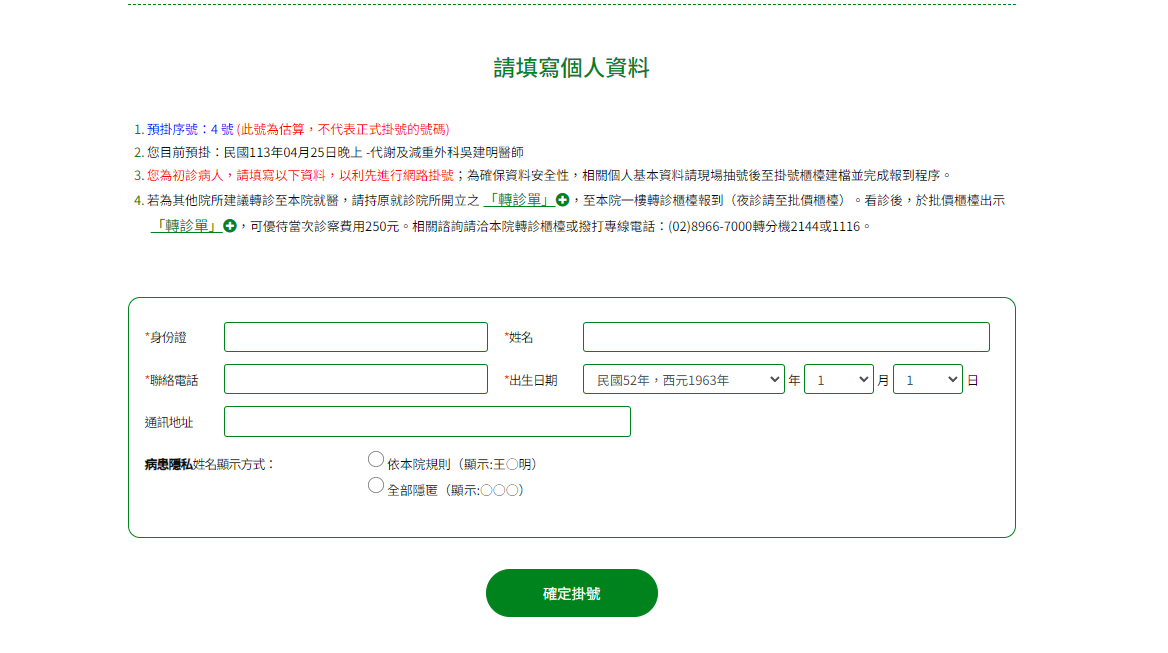 請填寫個人資料
1. 預掛序號：4 號 (此號為估算，不代表正式掛號的號碼)
2. 您目前預掛：民國113年04月25日晚上 -代謝及減重外科吳建明醫師
3. 您為初診病人，請填寫以下資料，以利先進行網路掛號；為確保資料安全性，相關個人基本資料請現場抽號後至掛號櫃檯建檔並完成報到程序。
4. 若為其他院所建議轉診至本院就醫，請持原就診院所開立之 「轉診單」，至本院一樓轉診櫃檯報到（夜診請至批價櫃檯）。看診後，於批價櫃檯出示
「轉診單」，可優待當次診察費用250元。相關諮詢請洽本院轉診櫃檯或撥打專線電話：(02)8966-7000轉分機2144或1116。
*身份證 *姓名
*聯絡電話 *出生日期 民國52年，西元1963年 年 1 月 1 日
通訊地址
病患隱私姓名顯示方式： 依本院規則（顯示:王○明）
全部隱匿（顯示:○○○）
確定掛號